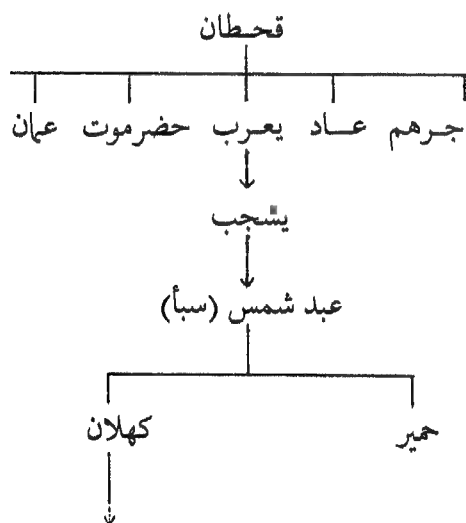 قحطان
جرهم عاد يعرب حضرموت عمان
يشجب
عبد شمس (سبأ)
حمير كهلان